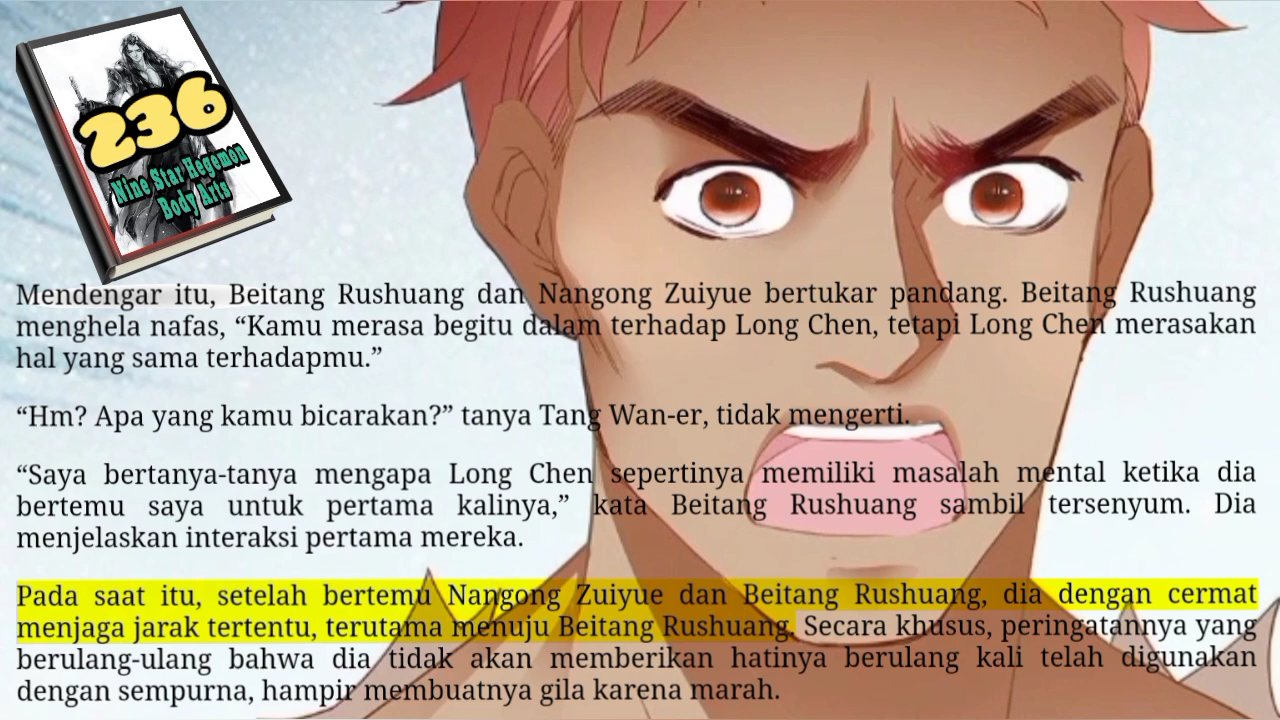 236
Nine Star Hegemon
Body Arts
Mendengar itu, Beitang Rushuang dan Nangong Zuiyue bertukar pandang. Beitang Rushuang
menghela nafas, “Kamu merasa begitu dalam terhadap Long Chen, tetapi Long Chen merasakan
hal yang sama terhadapmu.”
“Hm? Apa yang kamu bicarakan?” tanya Tang Wan-er, tidak mengerti.
“Saya bertanya-tanya mengapa Long Chen sepertinya memiliki masalah mental ketika dia
bertemu saya untuk pertama kalinya,” kata Beitang Rushuang sambil tersenyum. Dia
menjelaskan interaksi pertama mereka.
Pada saat itu, setelah bertemu Nangong Zuiyue dan Beitang Rushuang, dia dengan cermat
menjaga jarak tertentu, terutama menuju Beitang Rushuang. Secara khusus, peringatannya yang
berulang-ulang bahwa dia tidak akan memberikan hatinya berulang kali telah digunakan
dengan sempurna, hampir membuatnya gila karena marah.